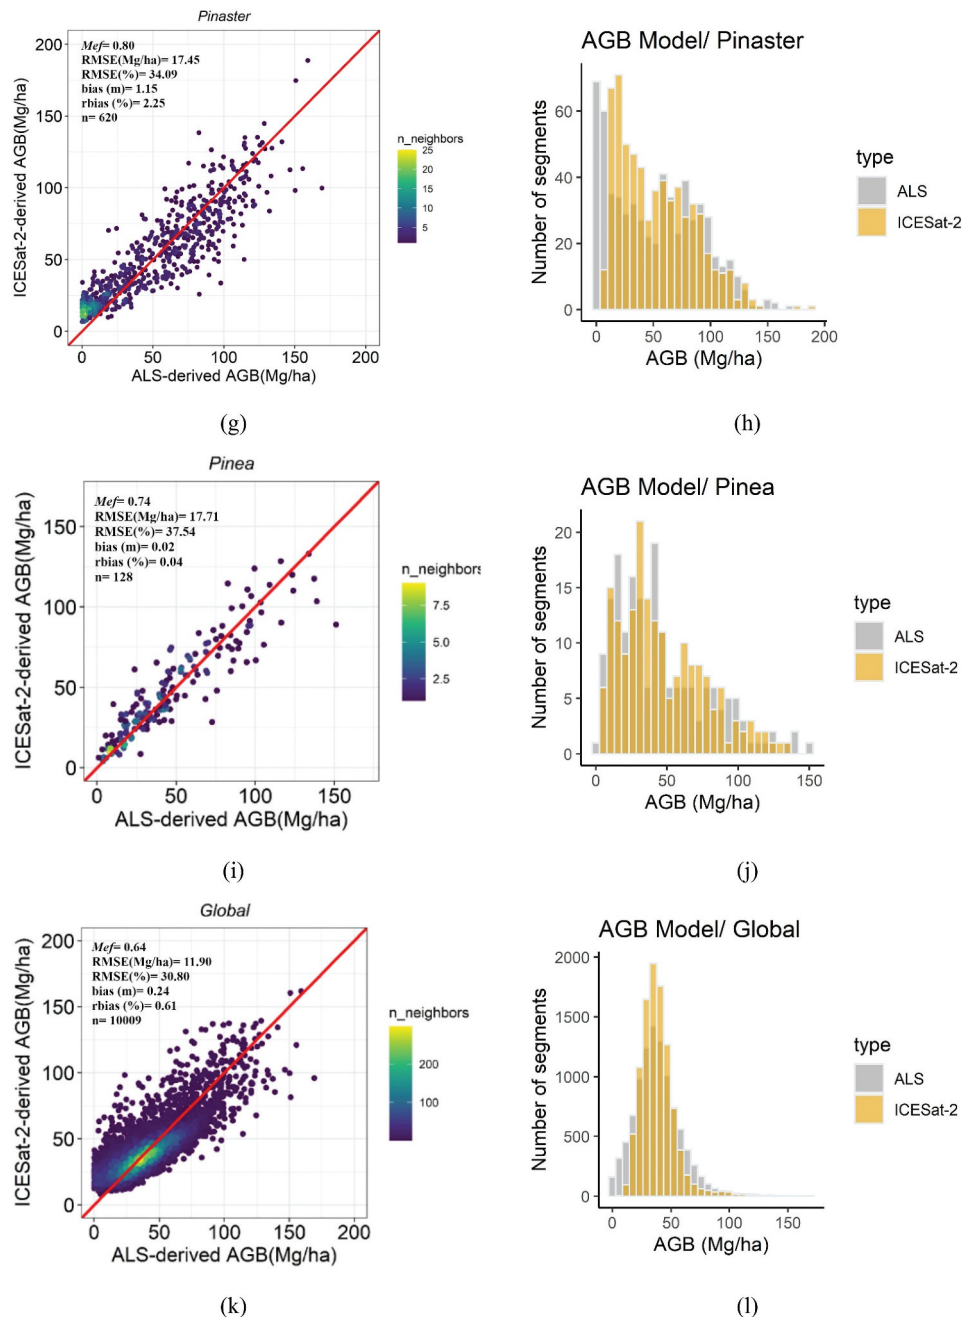 Pinaster
200
150
100
50
0
ICESat-2-derived AGB(Mg/ha)
Mef= 0.80
RMSE(Mg/ha)= 17.45
RMSE(%)= 34.09
bias (m)= 1.15
rbias (%)= 2.25
n= 620
0 50 100 150 200
ALS-derived AGB(Mg/ha)
n_neighbors
25
20
15
10
5
(g)
AGB Model/ Pinaster
60
40
20
0
Number of segments
0 50 100 150 200
AGB (Mg/ha)
type
ALS
ICESat-2
(h)
Pinea
150
100
50
0
ICESat-2-derived AGB(Mg/ha)
Mef= 0.74
RMSE(Mg/ha)= 17.71
RMSE(%)= 37.54
bias (m)= 0.02
rbias (%)= 0.04
n= 128
0 50 100 150
ALS-derived AGB(Mg/ha)
n_neighbors
7.5
5.0
2.5
(i)
AGB Model/ Pinea
20
15
10
5
0
Number of segments
0 50 100 150
AGB (Mg/ha)
type
ALS
ICESat-2
(j)
Global
200
150
100
50
0
ICESat-2-derived AGB(Mg/ha)
Mef= 0.64
RMSE(Mg/ha)= 11.90
RMSE(%)= 30.80
bias (m)= 0.24
rbias (%)= 0.61
n= 10009
0 50 100 150 200
ALS-derived AGB(Mg/ha)
n_neighbors
200
100
(k)
AGB Model/ Global
2000
1500
1000
500
0
Number of segments
0 50 100 150
AGB (Mg/ha)
type
ALS
ICESat-2
(l)